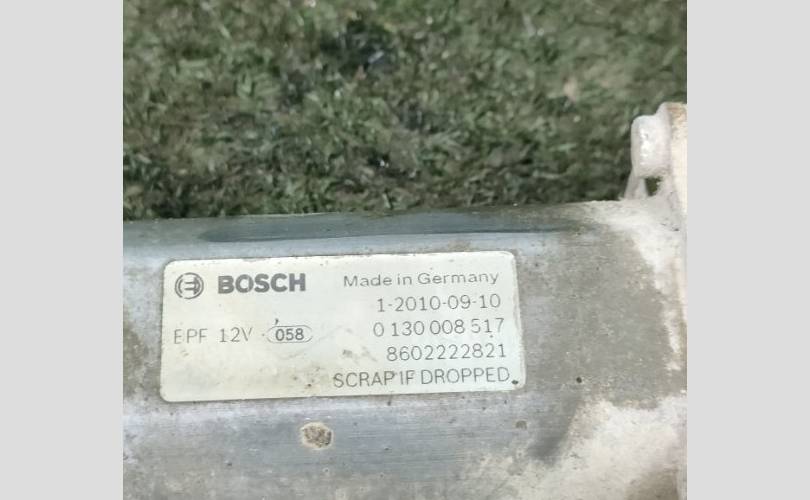 BOSCH Made in Germany
1-2010-09-10
EPF 12V 058 0 130 008 517
8602222821
SCRAP IF DROPPED